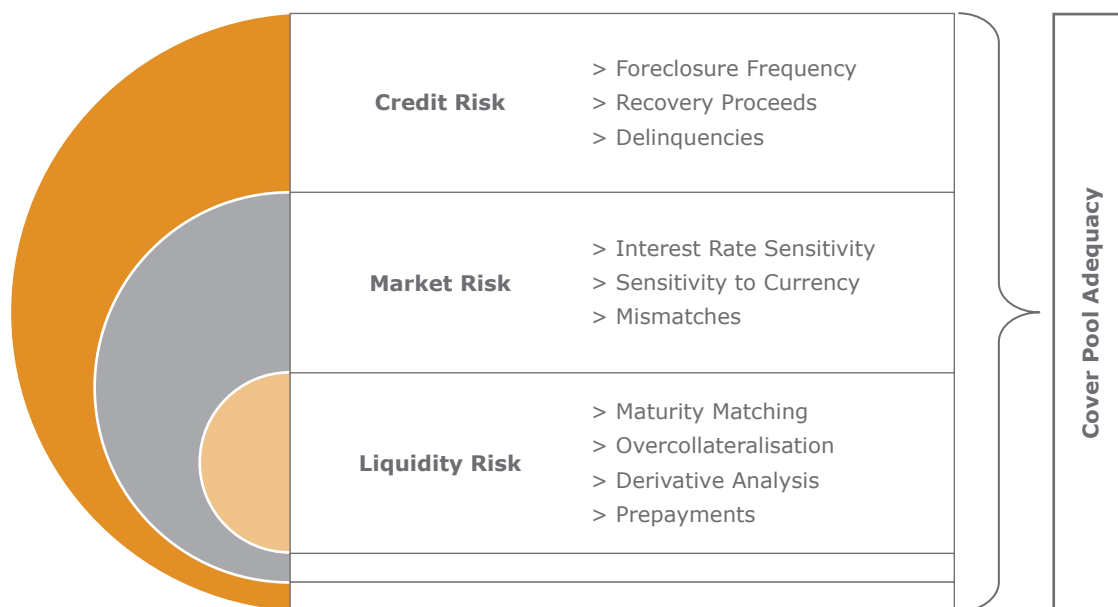 Credit Risk
> Foreclosure Frequency
> Recovery Proceeds
> Delinquencies
Market Risk
> Interest Rate Sensitivity
> Sensitivity to Currency
> Mismatches
Liquidity Risk
> Maturity Matching
> Overcollateralisation
> Derivative Analysis
> Prepayments
Cover Pool Adequacy